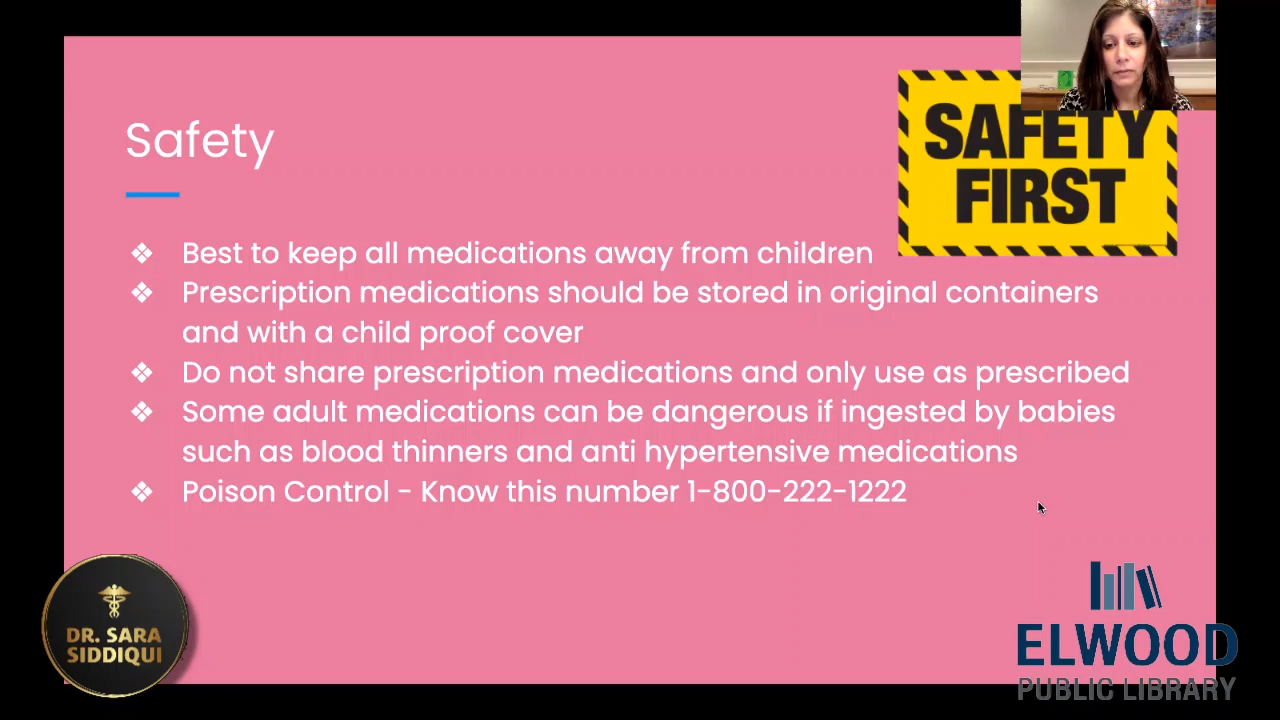 SAFETY
FIRST
Safety
❖ Best to keep all medications away from children
❖ Prescription medications should be stored in original containers
and with a child proof cover
❖ Do not share prescription medications and only use as prescribed
❖ Some adult medications can be dangerous if ingested by babies
such as blood thinners and anti hypertensive medications
❖ Poison Control - Know this number 1-800-222-1222
DR. SARA
SIDDIQUI
ELWOOD
PUBLIC LIBRARY